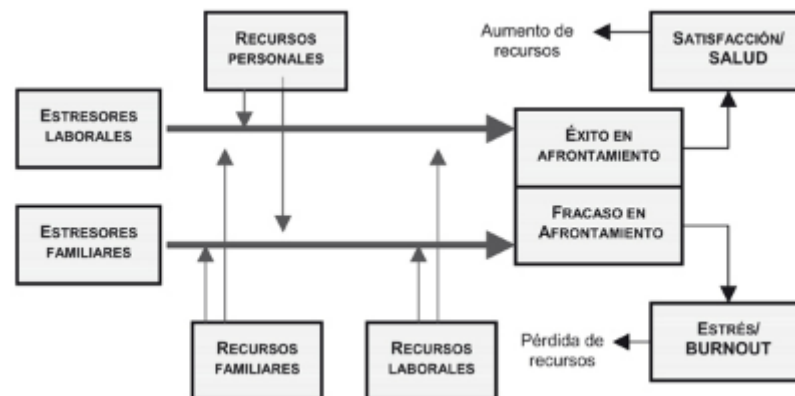 RECURSOS
PERSONALES
Aumento de
recursos
SATISFACCIÓN/
SALUD
ESTRESORES
LABORALES
ÉXITO EN
AFRONTAMIENTO
ESTRESORES
FAMILIARES
FRACASO EN
AFRONTAMIENTO
RECURSOS
FAMILIARES
RECURSOS
LABORALES
Pérdida de
recursos
ESTRÉS/
BURNOUT